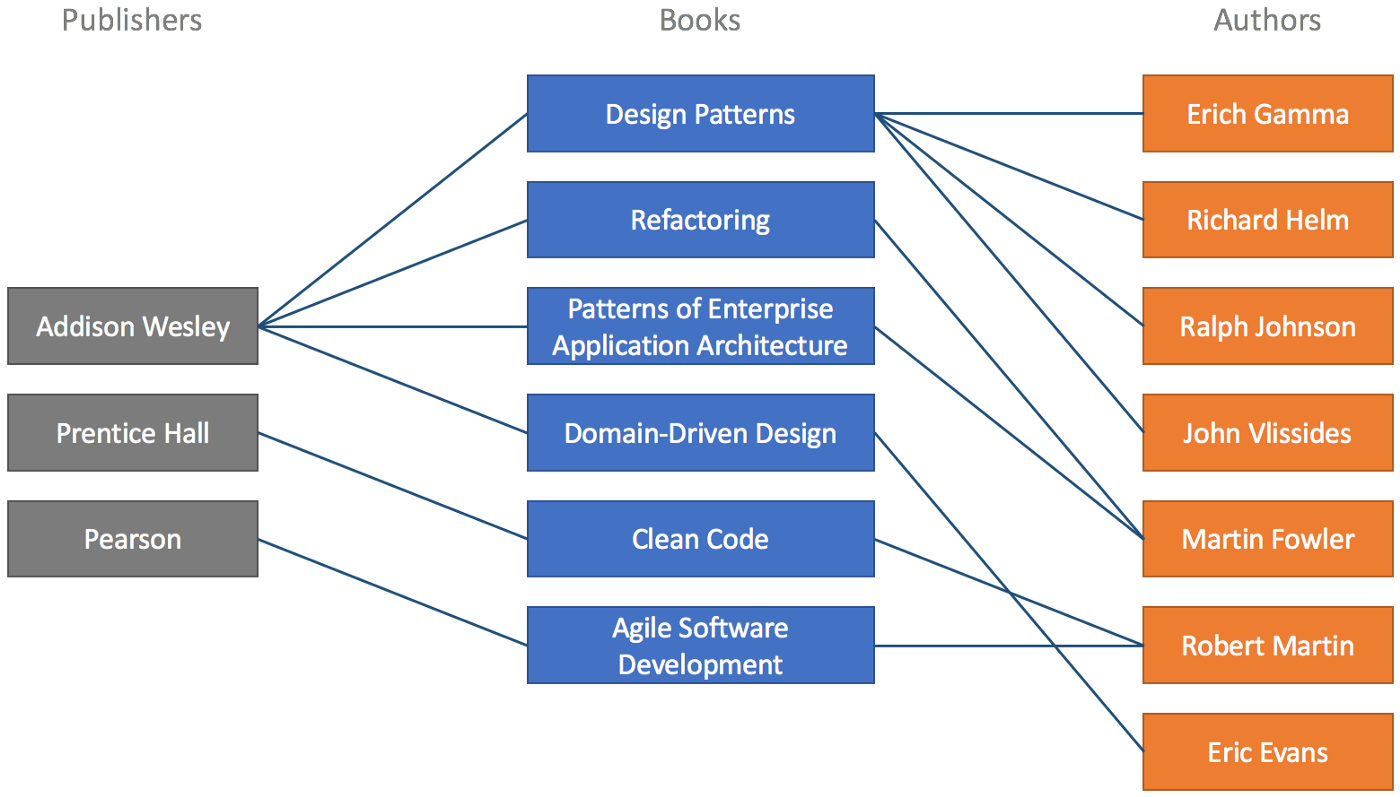 Publishers
Books
Authors
Design Patterns
Erich Gamma
Refactoring
Richard Helm
Addison Wesley
Patterns of Enterprise
Application Architecture
Ralph Johnson
Prentice Hall
Domain-Driven Design
John Vlissides
Pearson
Clean Code
Martin Fowler
Agile Software
Development
Robert Martin
Eric Evans